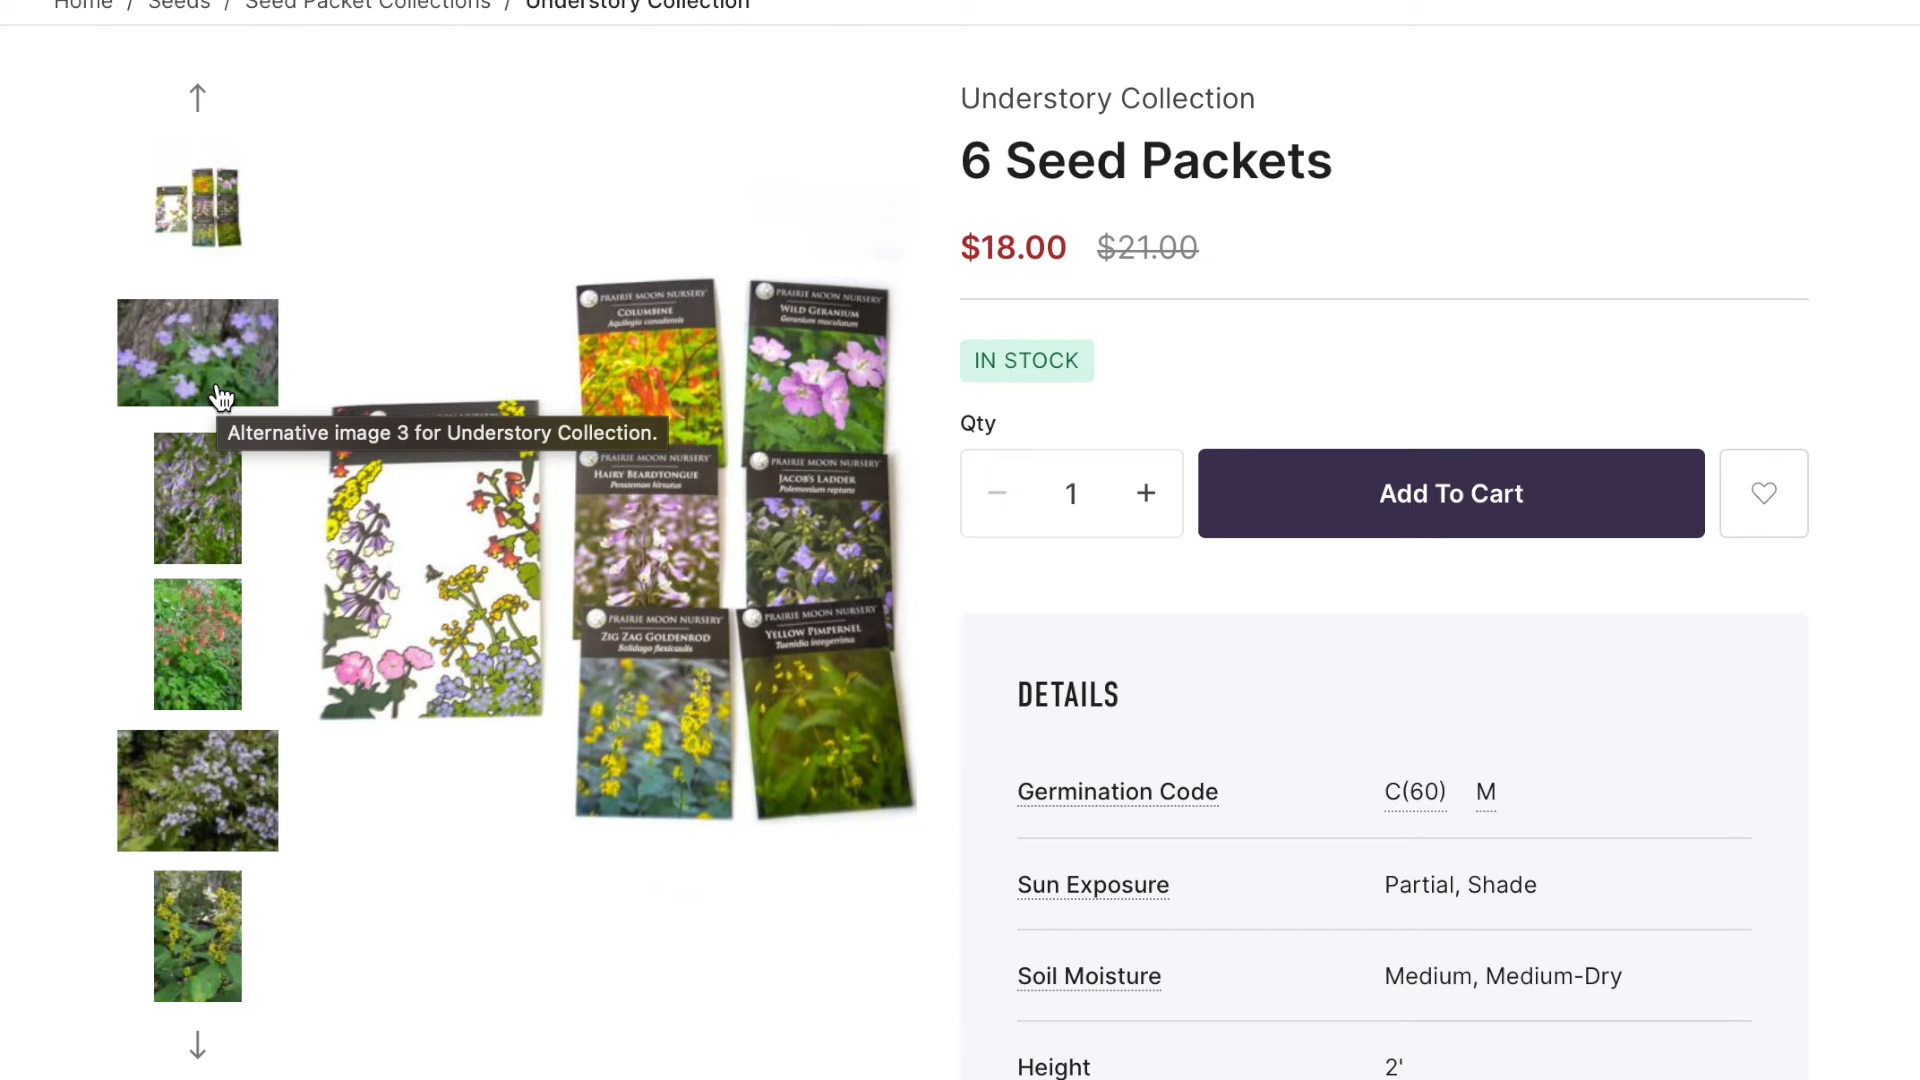 Home / Seeds / Seed Packet Collections / Understory Collection
Understory Collection
6 Seed Packets
$18.00 $21.00
IN STOCK
Qty
1
Add To Cart
Alternative image 3 for Understory Collection.
PRAIRIE MOON NURSERY
COLUMBINE
Aquilegia canadensis
PRAIRIE MOON NURSERY
WILD GERANIUM
Geranium maculatum
PRAIRIE MOON NURSERY
HAIRY BEARDTONGUE
Penstemon hirsutus
PRAIRIE MOON NURSERY
JACOB'S LADDER
Polemonium reptans
PRAIRIE MOON NURSERY
ZIG ZAG GOLDENROD
Solidago flexicaulis
PRAIRIE MOON NURSERY
YELLOW PIMPERNEL
Taenidia integerrima
DETAILS
Germination Code C(60) M
Sun Exposure Partial, Shade
Soil Moisture Medium, Medium-Dry
Height 2'